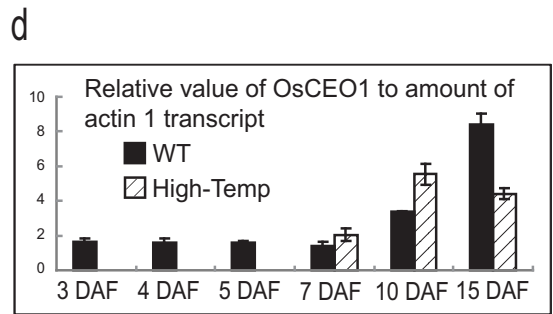 d
Relative value of OsCEO1 to amount of
actin 1 transcript
WT
High-Temp
10
8
6
4
2
0
3 DAF 4 DAF 5 DAF 7 DAF 10 DAF 15 DAF